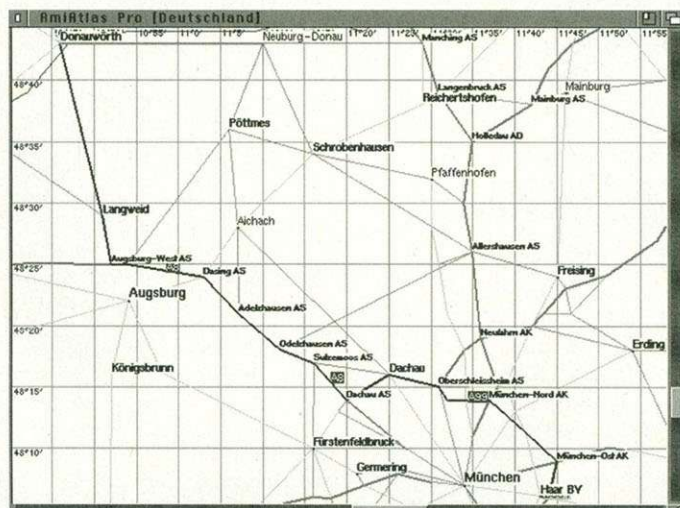 AmiAtlas Pro [Deutschland]
10°55 11°0 11°5 11°20 11°25 11°35 11°40 11°50 11°55
Donauwörth
Neuburg-Donau
Manching AS
48°40'
Langenbruck AS
Reichertshofen
Mainburg
Mainburg AS
Pöttmes
48°35'
Schrobenhausen
Holledau AD
Pfaffenhofen
48°30'
Langweid
Aichach
Allershausen AS
48°25'
Augsburg-West AS
A8
Dasing AS
Freising
Augsburg
Adelzhausen AS
48°20'
Neufahrn AK
Odelzhausen AS
Erding
Sulzemoos AS
Königsbrunn
Dachau
A8
Oberschleissheim AS
48°15'
Dachau AS
A99
München-Nord AK
Fürstenfeldbruck
48°10'
München-Ost AK
Germering
München
Haar BY